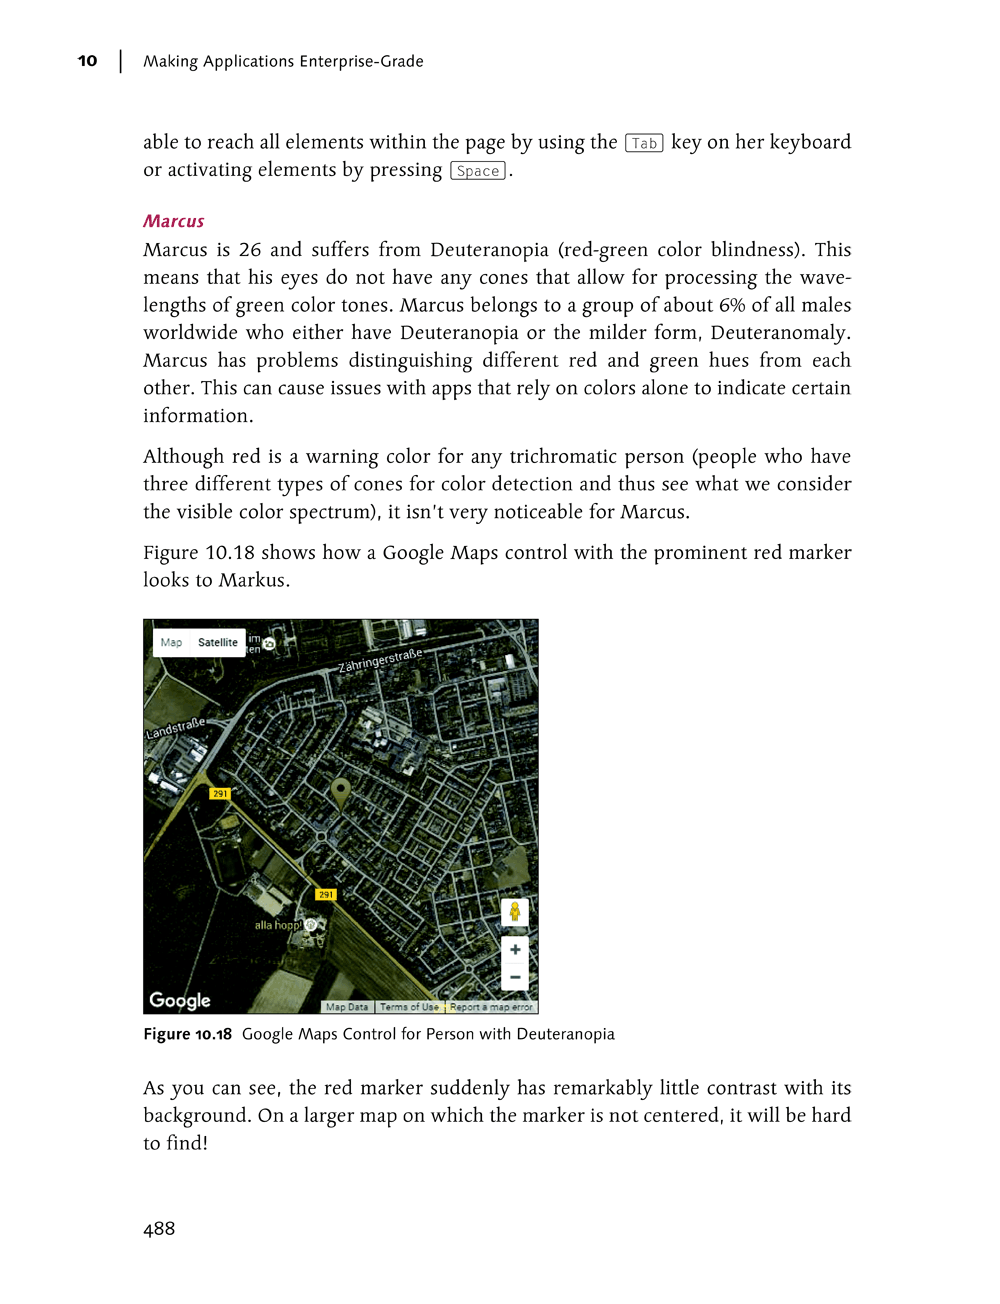 10 | Making Applications Enterprise-Grade
able to reach all elements within the page by using the Tab key on her keyboard
or activating elements by pressing Space.
Marcus
Marcus is 26 and suffers from Deuteranopia (red-green color blindness). This
means that his eyes do not have any cones that allow for processing the wave-
lengths of green color tones. Marcus belongs to a group of about 6% of all males
worldwide who either have Deuteranopia or the milder form, Deuteranomaly.
Marcus has problems distinguishing different red and green hues from each
other. This can cause issues with apps that rely on colors alone to indicate certain
information.
Although red is a warning color for any trichromatic person (people who have
three different types of cones for color detection and thus see what we consider
the visible color spectrum), it isn't very noticeable for Marcus.
Figure 10.18 shows how a Google Maps control with the prominent red marker
looks to Markus.
Map Satellite
im
ten
Zähringerstraße
Landstraße
291
291
alla hopp!
+
−
Google
Map Data | Terms of Use | Report a map error
Figure 10.18 Google Maps Control for Person with Deuteranopia
As you can see, the red marker suddenly has remarkably little contrast with its
background. On a larger map on which the marker is not centered, it will be hard
to find!
488